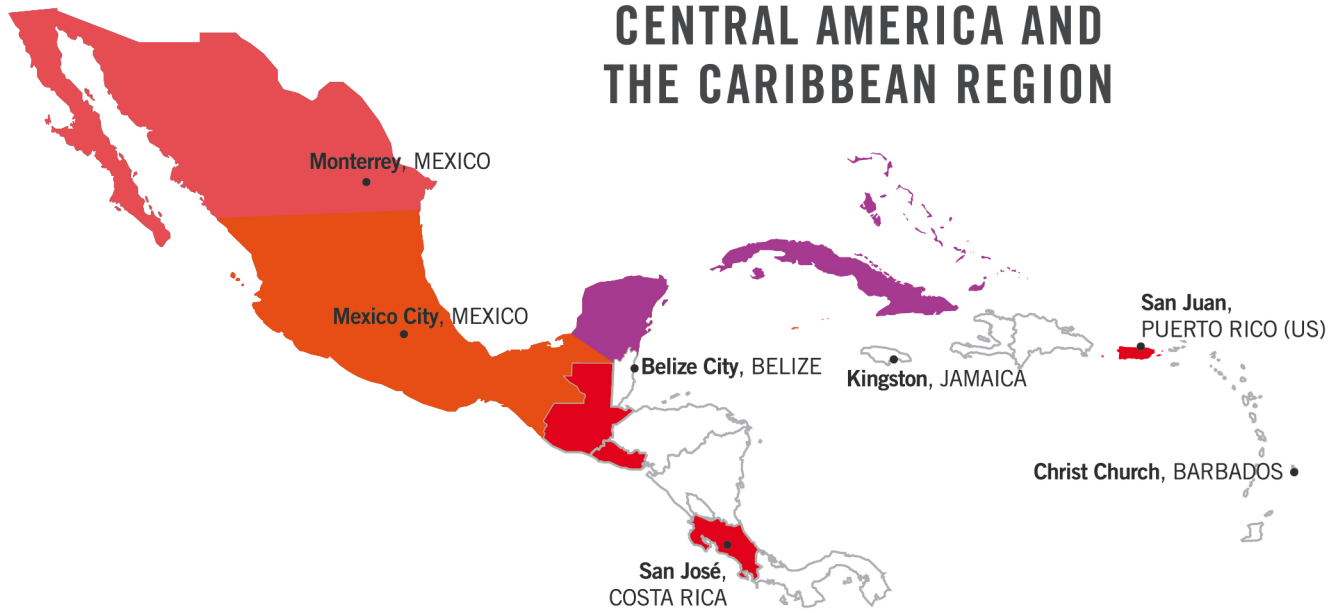 CENTRAL AMERICA AND
THE CARIBBEAN REGION
Monterrey, MEXICO
Mexico City, MEXICO
Belize City, BELIZE
Kingston, JAMAICA
San Juan,
PUERTO RICO (US)
Christ Church, BARBADOS
San José,
COSTA RICA